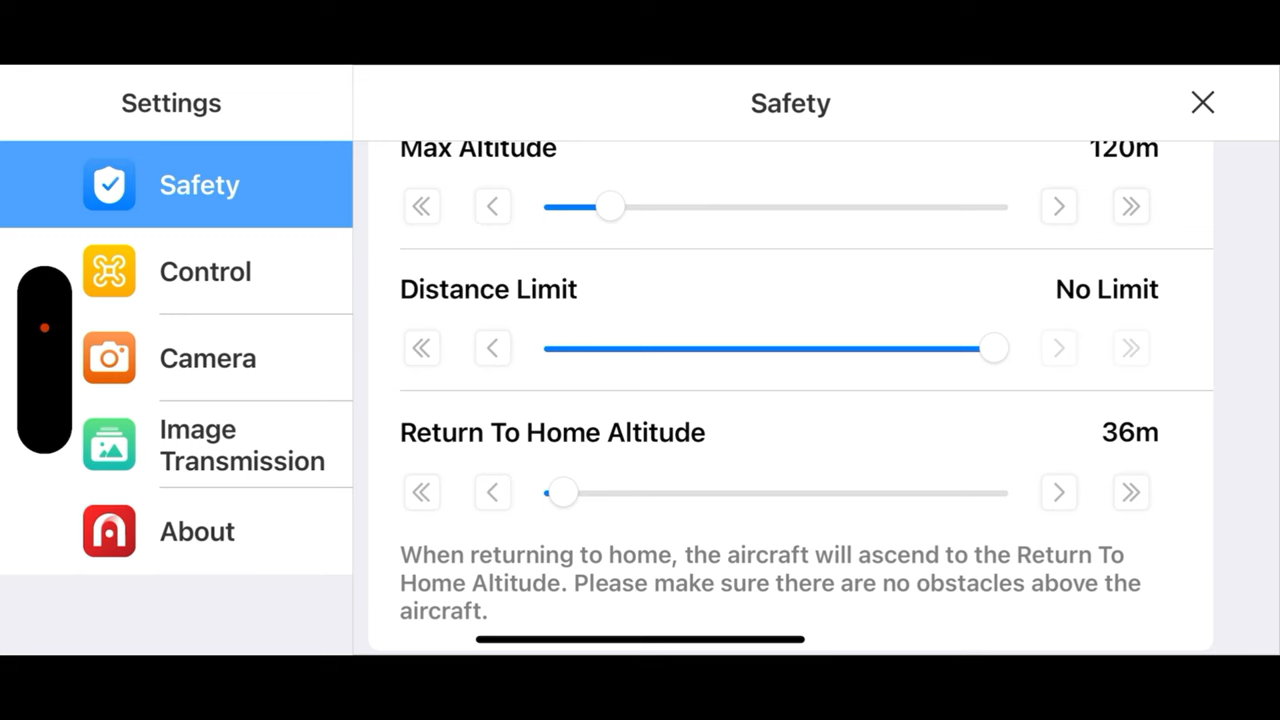 Settings
Safety
Control
Camera
Image
Transmission
About
Safety
Max Altitude 120m
Distance Limit No Limit
Return To Home Altitude 36m
When returning to home, the aircraft will ascend to the Return To
Home Altitude. Please make sure there are no obstacles above the
aircraft.